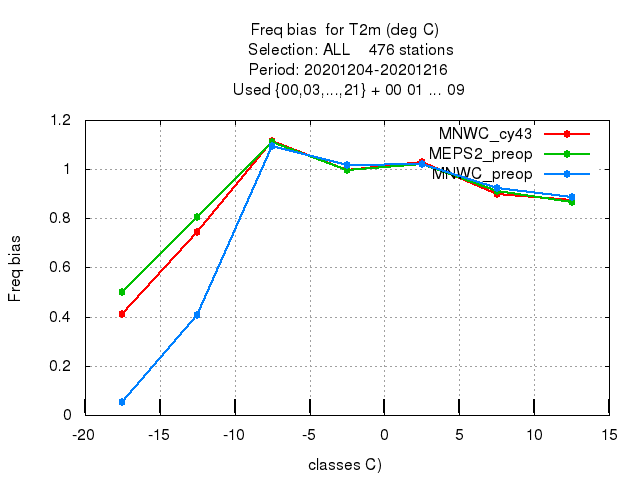 Freq bias  for T2m (deg C)
Selection: ALL    476 stations
Period: 20201204-20201216
Used {00,03,...,21} + 00 01 ... 09
MNWC_cy43
MEPS2_preop
MNWC_preop
1.2
1
0.8
0.6
0.4
0.2
0
Freq bias
-20 -15 -10 -5 0 5 10 15
classes C)